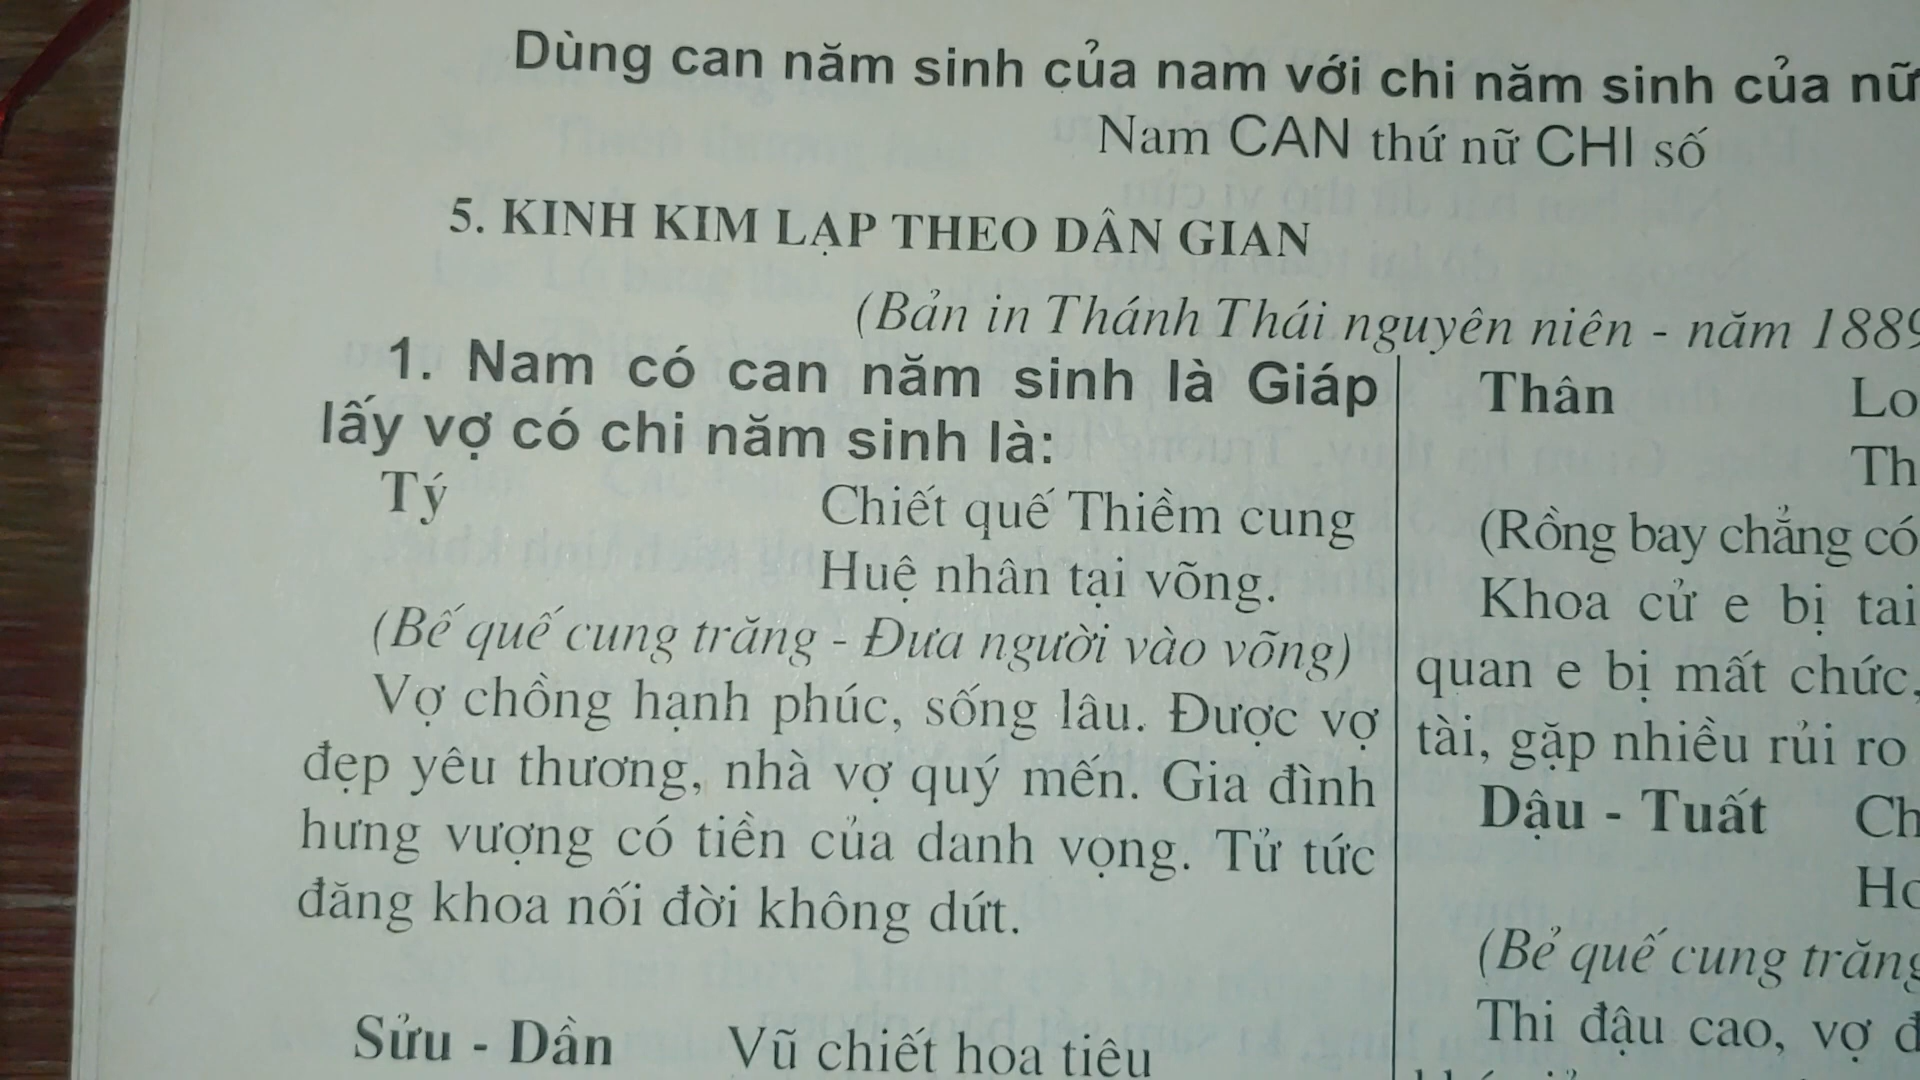 Dùng can năm sinh của nam với chi năm sinh của nữ
Nam CAN thứ nữ CHI số
5. KINH KIM LẠP THEO DÂN GIAN
(Bản in Thánh Thái nguyên niên - năm 1889
1. Nam có can năm sinh là Giáp
lấy vợ có chi năm sinh là:
Tý Chiết quế Thiềm cung
Huệ nhân tại võng.
(Bế quế cung trăng - Đưa người vào võng)
Vợ chồng hạnh phúc, sống lâu. Được vợ
đẹp yêu thương, nhà vợ quý mến. Gia đình
hưng vượng có tiền của danh vọng. Tử tức
đăng khoa nối đời không dứt.
Sửu - Dần Vũ chiết hoa tiêu
Thân
(Rồng bay chẳng có
Khoa cử e bị tai
quan e bị mất chức,
tài, gặp nhiều rủi ro
Dậu - Tuất
(Bẻ quế cung trăng
Thi đậu cao, vợ